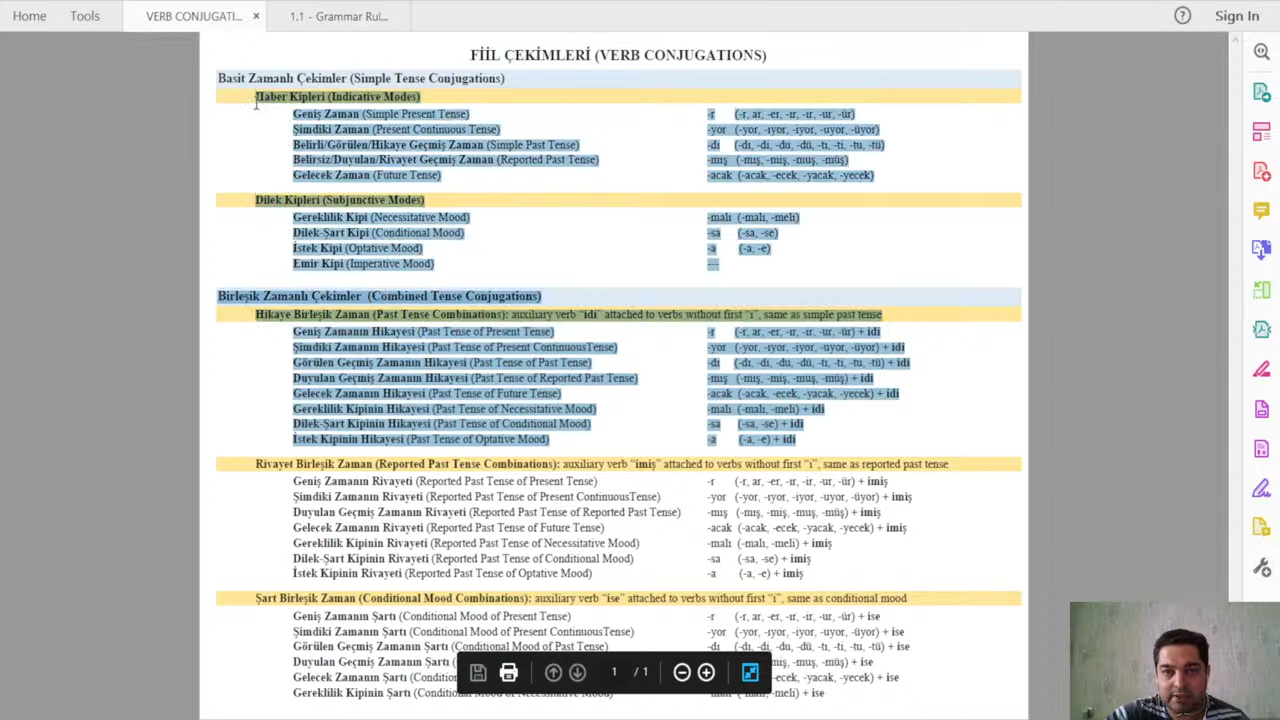 Home Tools VERB CONJUGATI... × 1.1 - Grammar Rul... ? Sign In
FİİL ÇEKİMLERİ (VERB CONJUGATIONS)
Basit Zamanlı Çekimler (Simple Tense Conjugations)
Haber Kipleri (Indicative Modes)
Geniş Zaman (Simple Present Tense) -r (-r, ar, -er, -ır, -ir, -ur, -ür)
Şimdiki Zaman (Present Continuous Tense) -yor (-yor, -ıyor, -iyor, -uyor, -üyor)
Belirli/Görülen/Hikaye Geçmiş Zaman (Simple Past Tense) -dı (-dı, -di, -du, -dü, -tı, -ti, -tu, -tü)
Belirsiz/Duyulan/Rivayet Geçmiş Zaman (Reported Past Tense) -mış (-mış, -miş, -muş, -müş)
Gelecek Zaman (Future Tense) -acak (-acak, -ecek, -yacak, -yecek)
Dilek Kipleri (Subjunctive Modes)
Gereklilik Kipi (Necessitative Mood) -malı (-malı, -meli)
Dilek-Şart Kipi (Conditional Mood) -sa (-sa, -se)
İstek Kipi (Optative Mood) -a (-a, -e)
Emir Kipi (Imperative Mood) ---
Birleşik Zamanlı Çekimler (Combined Tense Conjugations)
Hikaye Birleşik Zaman (Past Tense Combinations): auxiliary verb “idi” attached to verbs without first “i”, same as simple past tense
Geniş Zamanın Hikayesi (Past Tense of Present Tense) -r (-r, ar, -er, -ır, -ir, -ur, -ür) + idi
Şimdiki Zamanın Hikayesi (Past Tense of Present ContinuousTense) -yor (-yor, -ıyor, -iyor, -uyor, -üyor) + idi
Görülen Geçmiş Zamanın Hikayesi (Past Tense of Past Tense) -dı (-dı, -di, -du, -dü, -tı, -ti, -tu, -tü) + idi
Duyulan Geçmiş Zamanın Hikayesi (Past Tense of Reported Past Tense) -mış (-mış, -miş, -muş, -müş) + idi
Gelecek Zamanın Hikayesi (Past Tense of Future Tense) -acak (-acak, -ecek, -yacak, -yecek) + idi
Gereklilik Kipinin Hikayesi (Past Tense of Necessitative Mood) -malı (-malı, -meli) + idi
Dilek-Şart Kipinin Hikayesi (Past Tense of Conditional Mood) -sa (-sa, -se) + idi
İstek Kipinin Hikayesi (Past Tense of Optative Mood) -a (-a, -e) + idi
Rivayet Birleşik Zaman (Reported Past Tense Combinations): auxiliary verb “imiş” attached to verbs without first “i”, same as reported past tense
Geniş Zamanın Rivayeti (Reported Past Tense of Present Tense) -r (-r, ar, -er, -ır, -ir, -ur, -ür) + imiş
Şimdiki Zamanın Rivayeti (Reported Past Tense of Present ContinuousTense) -yor (-yor, -ıyor, -iyor, -uyor, -üyor) + imiş
Duyulan Geçmiş Zamanın Rivayeti (Reported Past Tense of Reported Past Tense) -mış (-mış, -miş, -muş, -müş) + imiş
Gelecek Zamanın Rivayeti (Reported Past Tense of Future Tense) -acak (-acak, -ecek, -yacak, -yecek) + imiş
Gereklilik Kipinin Rivayeti (Reported Past Tense of Necessitative Mood) -malı (-malı, -meli) + imiş
Dilek-Şart Kipinin Rivayeti (Reported Past Tense of Conditional Mood) -sa (-sa, -se) + imiş
İstek Kipinin Rivayeti (Reported Past Tense of Optative Mood) -a (-a, -e) + imiş
Şart Birleşik Zaman (Conditional Mood Combinations): auxiliary verb “ise” attached to verbs without first “i”, same as conditional mood
Geniş Zamanın Şartı (Conditional Mood of Present Tense) -r (-r, ar, -er, -ır, -ir, -ur, -ür) + ise
Şimdiki Zamanın Şartı (Conditional Mood of Present ContinuousTense) -yor (-yor, -ıyor, -iyor, -uyor, -üyor) + ise
Görülen Geçmiş Zamanın Şartı (Conditional Mood of Past Tense) -dı (-dı, -di, -du, -dü, -tı, -ti, -tu, -tü) + ise
Duyulan Geçmiş Zamanın Şartı -miş, -muş, -müş) + ise
Gelecek Zamanın Şartı -ecek, -yacak, -yecek) + ise
Gereklilik Kipinin Şartı -meli) + ise
1 / 1